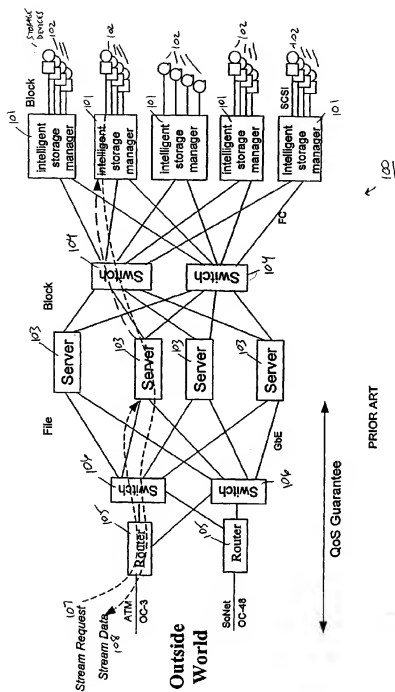 STORAGE
DEVICES
102
102
102
102
102
Block
SCSI
101
101
101
101
101
intelligent
storage
manager
intelligent
storage
manager
intelligent
storage
manager
intelligent
storage
manager
intelligent
storage
manager
100
FC
104
Switch
Switch
104
Block
103
Server
103
Server
103
Server
103
Server
File
GbE
106
Switch
Switch
106
105
Router
105
Router
107
Stream Request
Stream Data
108
ATM
OC-3
SoNet
OC-48
Outside
World
QoS Guarantee
PRIOR ART